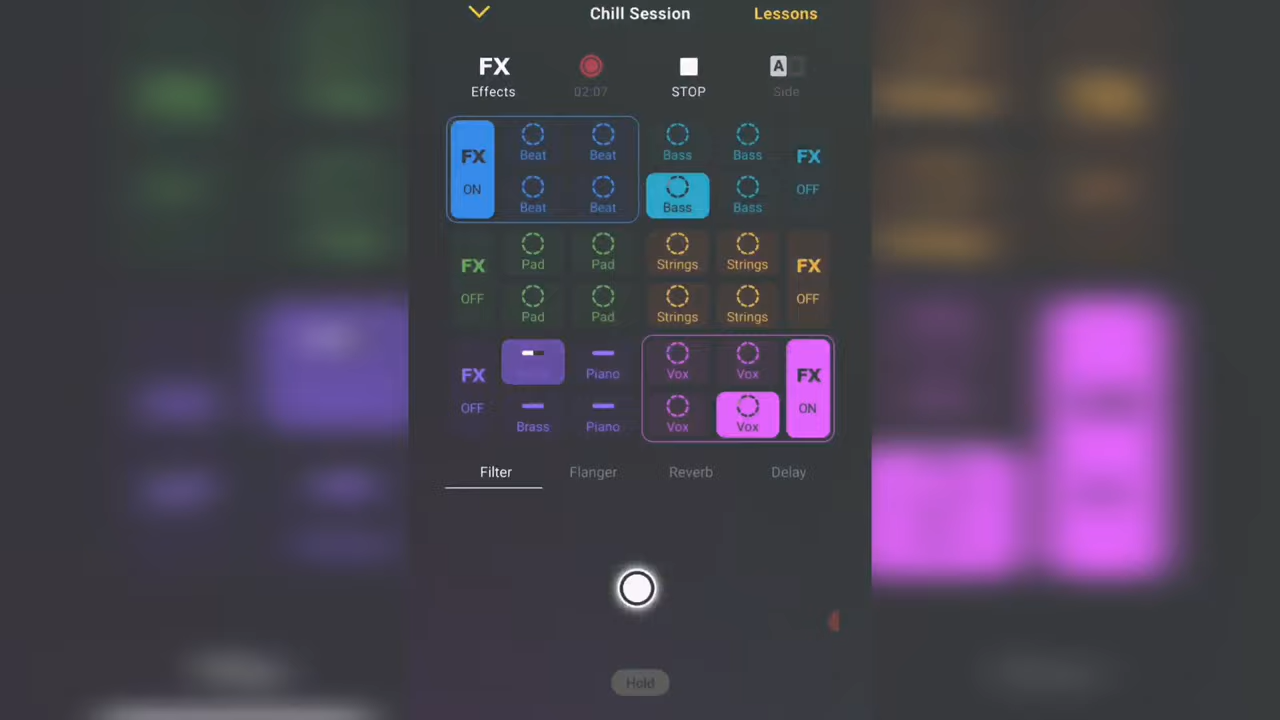 Chill Session Lessons
FX
Effects 02:07 STOP A Side
FX ON Beat Beat Bass Bass FX OFF
Beat Beat Bass Bass
FX OFF Pad Pad Strings Strings FX OFF
Pad Pad Strings Strings
FX OFF Piano Vox Vox FX ON
Brass Piano Vox Vox
Filter Flanger Reverb Delay
Hold